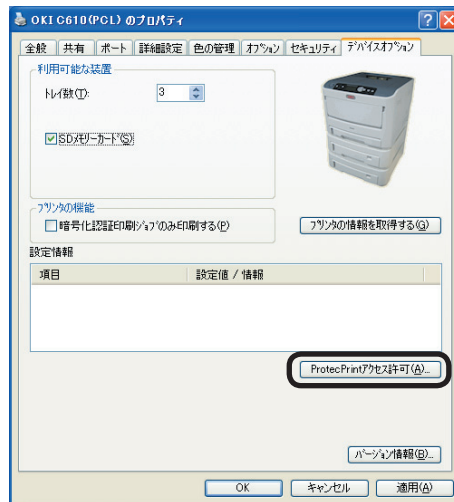 OKI C610(PCL) のプロパティ
全般 共有 ポート 詳細設定 色の管理 オプション セキュリティ デバイスオプション
利用可能な装置
トレイ数(T): 3
SDメモリーカード(S)
プリンタの機能
暗号化認証印刷ジョブのみ印刷する(P)
プリンタの情報を取得する(G)
設定情報
項目 設定値 / 情報
ProtecPrintアクセス許可(A)...
バージョン情報(B)...
OK キャンセル 適用(A)